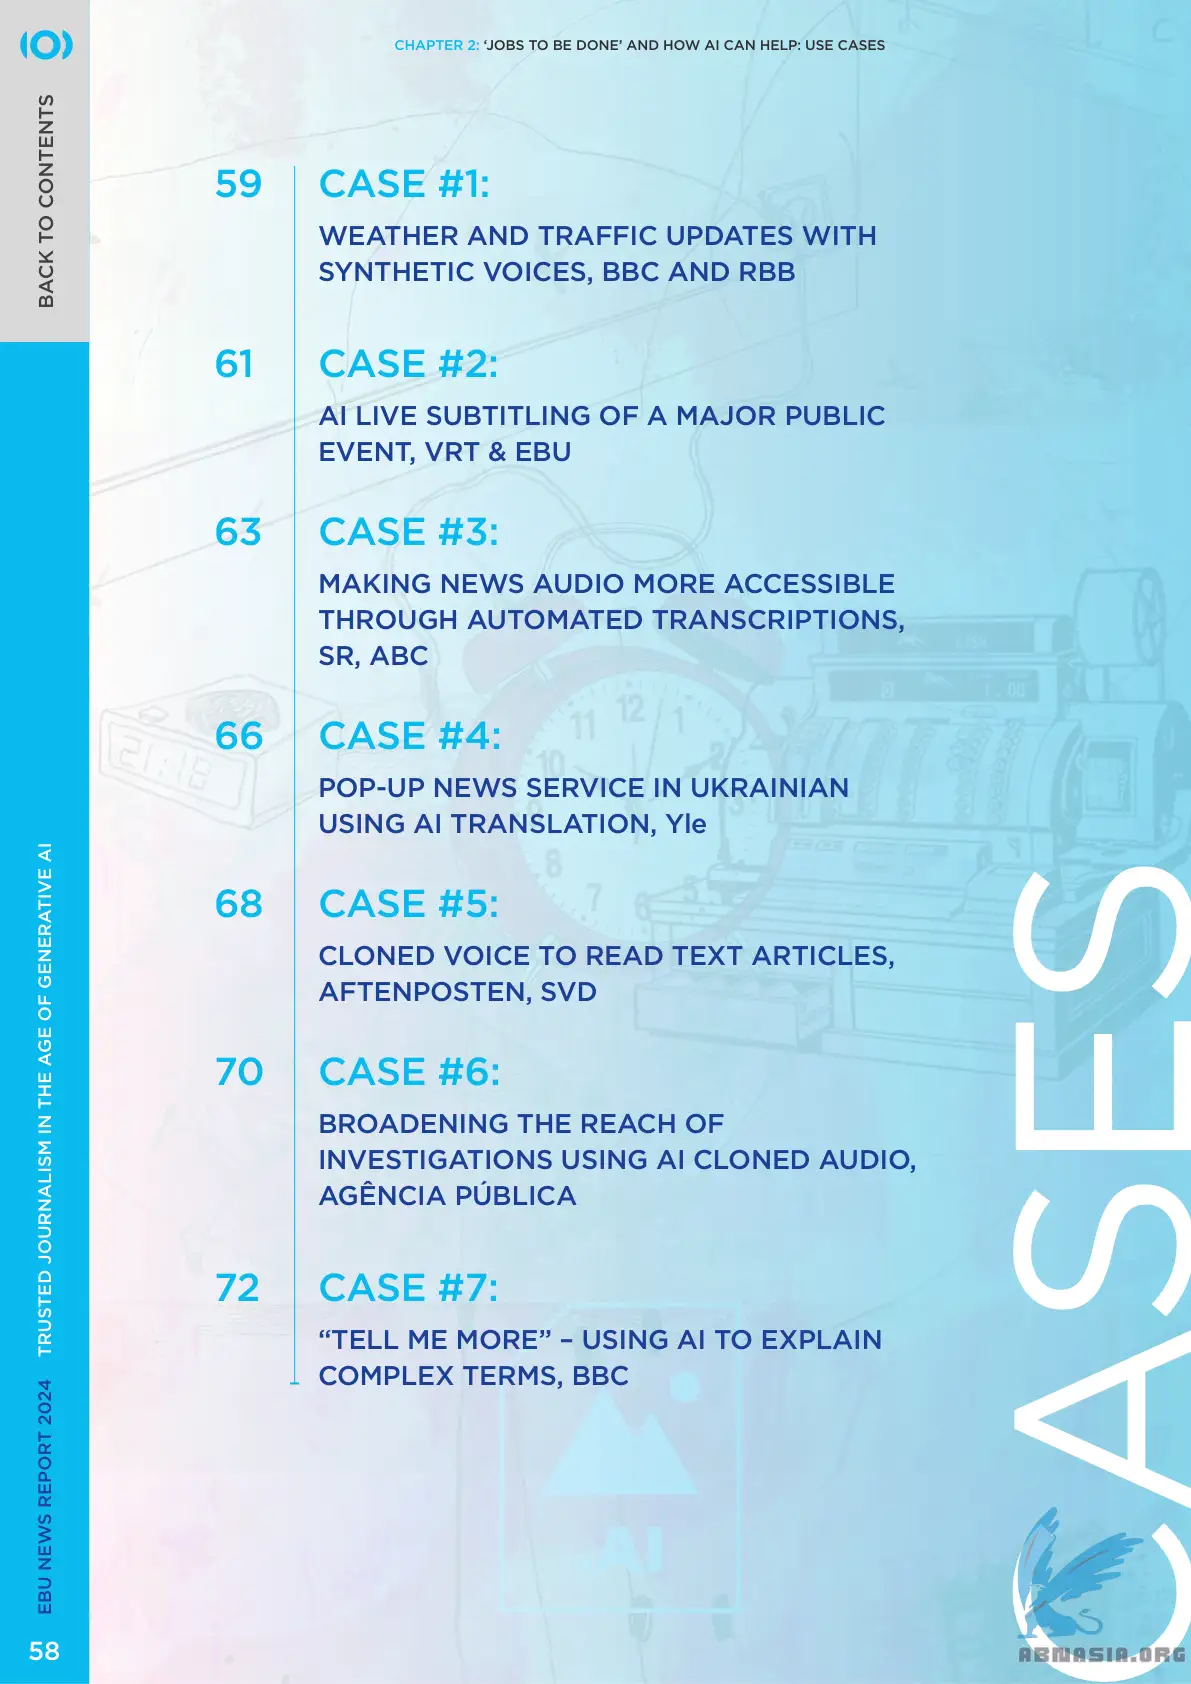 CHAPTER 2: ‘JOBS TO BE DONE’ AND HOW AI CAN HELP: USE CASES
BACK TO CONTENTS
59 CASE #1:
WEATHER AND TRAFFIC UPDATES WITH
SYNTHETIC VOICES, BBC AND RBB
61 CASE #2:
AI LIVE SUBTITLING OF A MAJOR PUBLIC
EVENT, VRT & EBU
63 CASE #3:
MAKING NEWS AUDIO MORE ACCESSIBLE
THROUGH AUTOMATED TRANSCRIPTIONS,
SR, ABC
66 CASE #4:
POP-UP NEWS SERVICE IN UKRAINIAN
USING AI TRANSLATION, Yle
68 CASE #5:
CLONED VOICE TO READ TEXT ARTICLES,
AFTENPOSTEN, SVD
70 CASE #6:
BROADENING THE REACH OF
INVESTIGATIONS USING AI CLONED AUDIO,
AGÊNCIA PÚBLICA
72 CASE #7:
“TELL ME MORE” – USING AI TO EXPLAIN
COMPLEX TERMS, BBC
CASES
AI
EBU NEWS REPORT 2024 TRUSTED JOURNALISM IN THE AGE OF GENERATIVE AI
58
ABMASIA.ORG